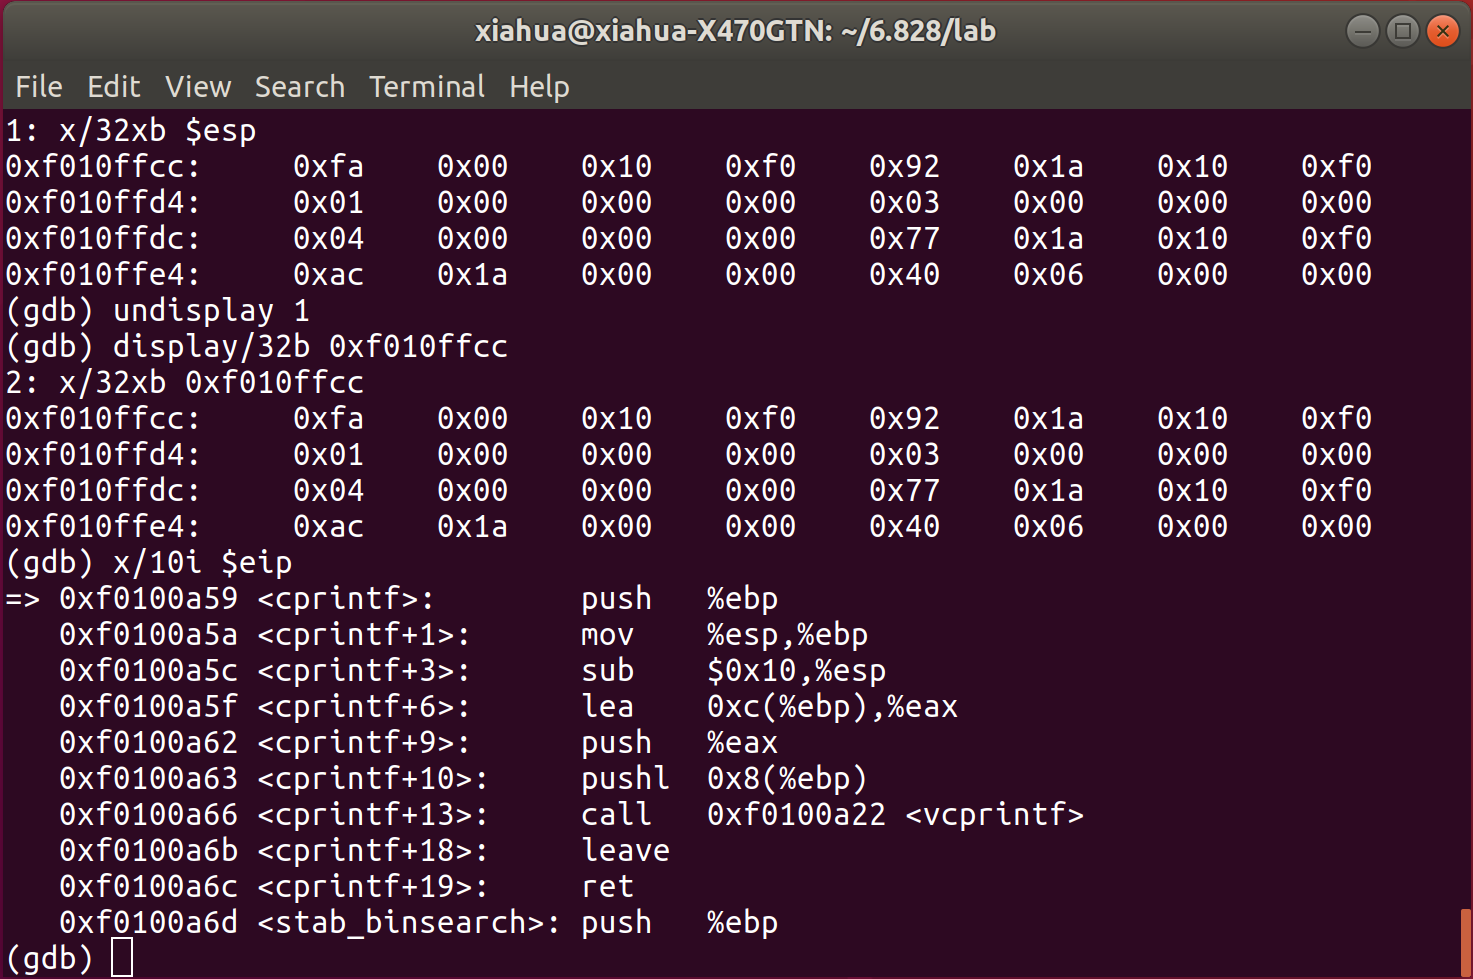 xiahua@xiahua-X470GTN: ~/6.828/lab
File Edit View Search Terminal Help
1: x/32xb $esp
0xf010ffcc: 0xfa 0x00 0x10 0xf0 0x92 0x1a 0x10 0xf0
0xf010ffd4: 0x01 0x00 0x00 0x00 0x03 0x00 0x00 0x00
0xf010ffdc: 0x04 0x00 0x00 0x00 0x77 0x1a 0x10 0xf0
0xf010ffe4: 0xac 0x1a 0x00 0x00 0x40 0x06 0x00 0x00
(gdb) undisplay 1
(gdb) display/32b 0xf010ffcc
2: x/32xb 0xf010ffcc
0xf010ffcc: 0xfa 0x00 0x10 0xf0 0x92 0x1a 0x10 0xf0
0xf010ffd4: 0x01 0x00 0x00 0x00 0x03 0x00 0x00 0x00
0xf010ffdc: 0x04 0x00 0x00 0x00 0x77 0x1a 0x10 0xf0
0xf010ffe4: 0xac 0x1a 0x00 0x00 0x40 0x06 0x00 0x00
(gdb) x/10i $eip
=> 0xf0100a59 <cprintf>: push %ebp
0xf0100a5a <cprintf+1>: mov %esp,%ebp
0xf0100a5c <cprintf+3>: sub $0x10,%esp
0xf0100a5f <cprintf+6>: lea 0xc(%ebp),%eax
0xf0100a62 <cprintf+9>: push %eax
0xf0100a63 <cprintf+10>: pushl 0x8(%ebp)
0xf0100a66 <cprintf+13>: call 0xf0100a22 <vcprintf>
0xf0100a6b <cprintf+18>: leave
0xf0100a6c <cprintf+19>: ret
0xf0100a6d <stab_binsearch>: push %ebp
(gdb)